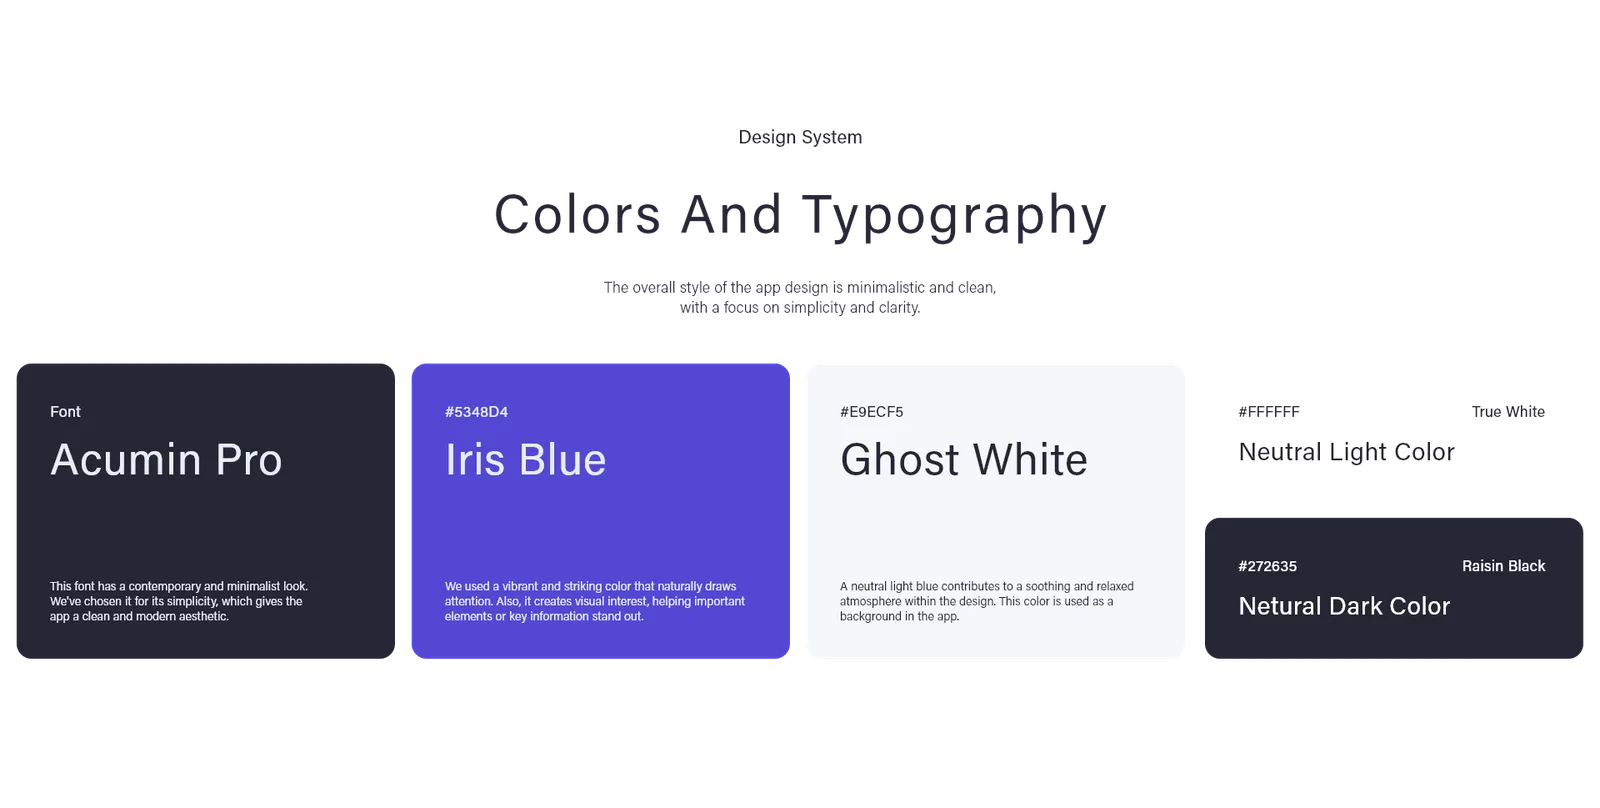 Design System
Colors And Typography
The overall style of the app design is minimalistic and clean,
with a focus on simplicity and clarity.
Font
Acumin Pro
This font has a contemporary and minimalist look.
We've chosen it for its simplicity, which gives the
app a clean and modern aesthetic.
#5348D4
Iris Blue
We used a vibrant and striking color that naturally draws
attention. Also, it creates visual interest, helping important
elements or key information stand out.
#E9ECF5
Ghost White
A neutral light blue contributes to a soothing and relaxed
atmosphere within the design. This color is used as a
background in the app.
#FFFFFF True White
Neutral Light Color
#272635 Raisin Black
Netural Dark Color